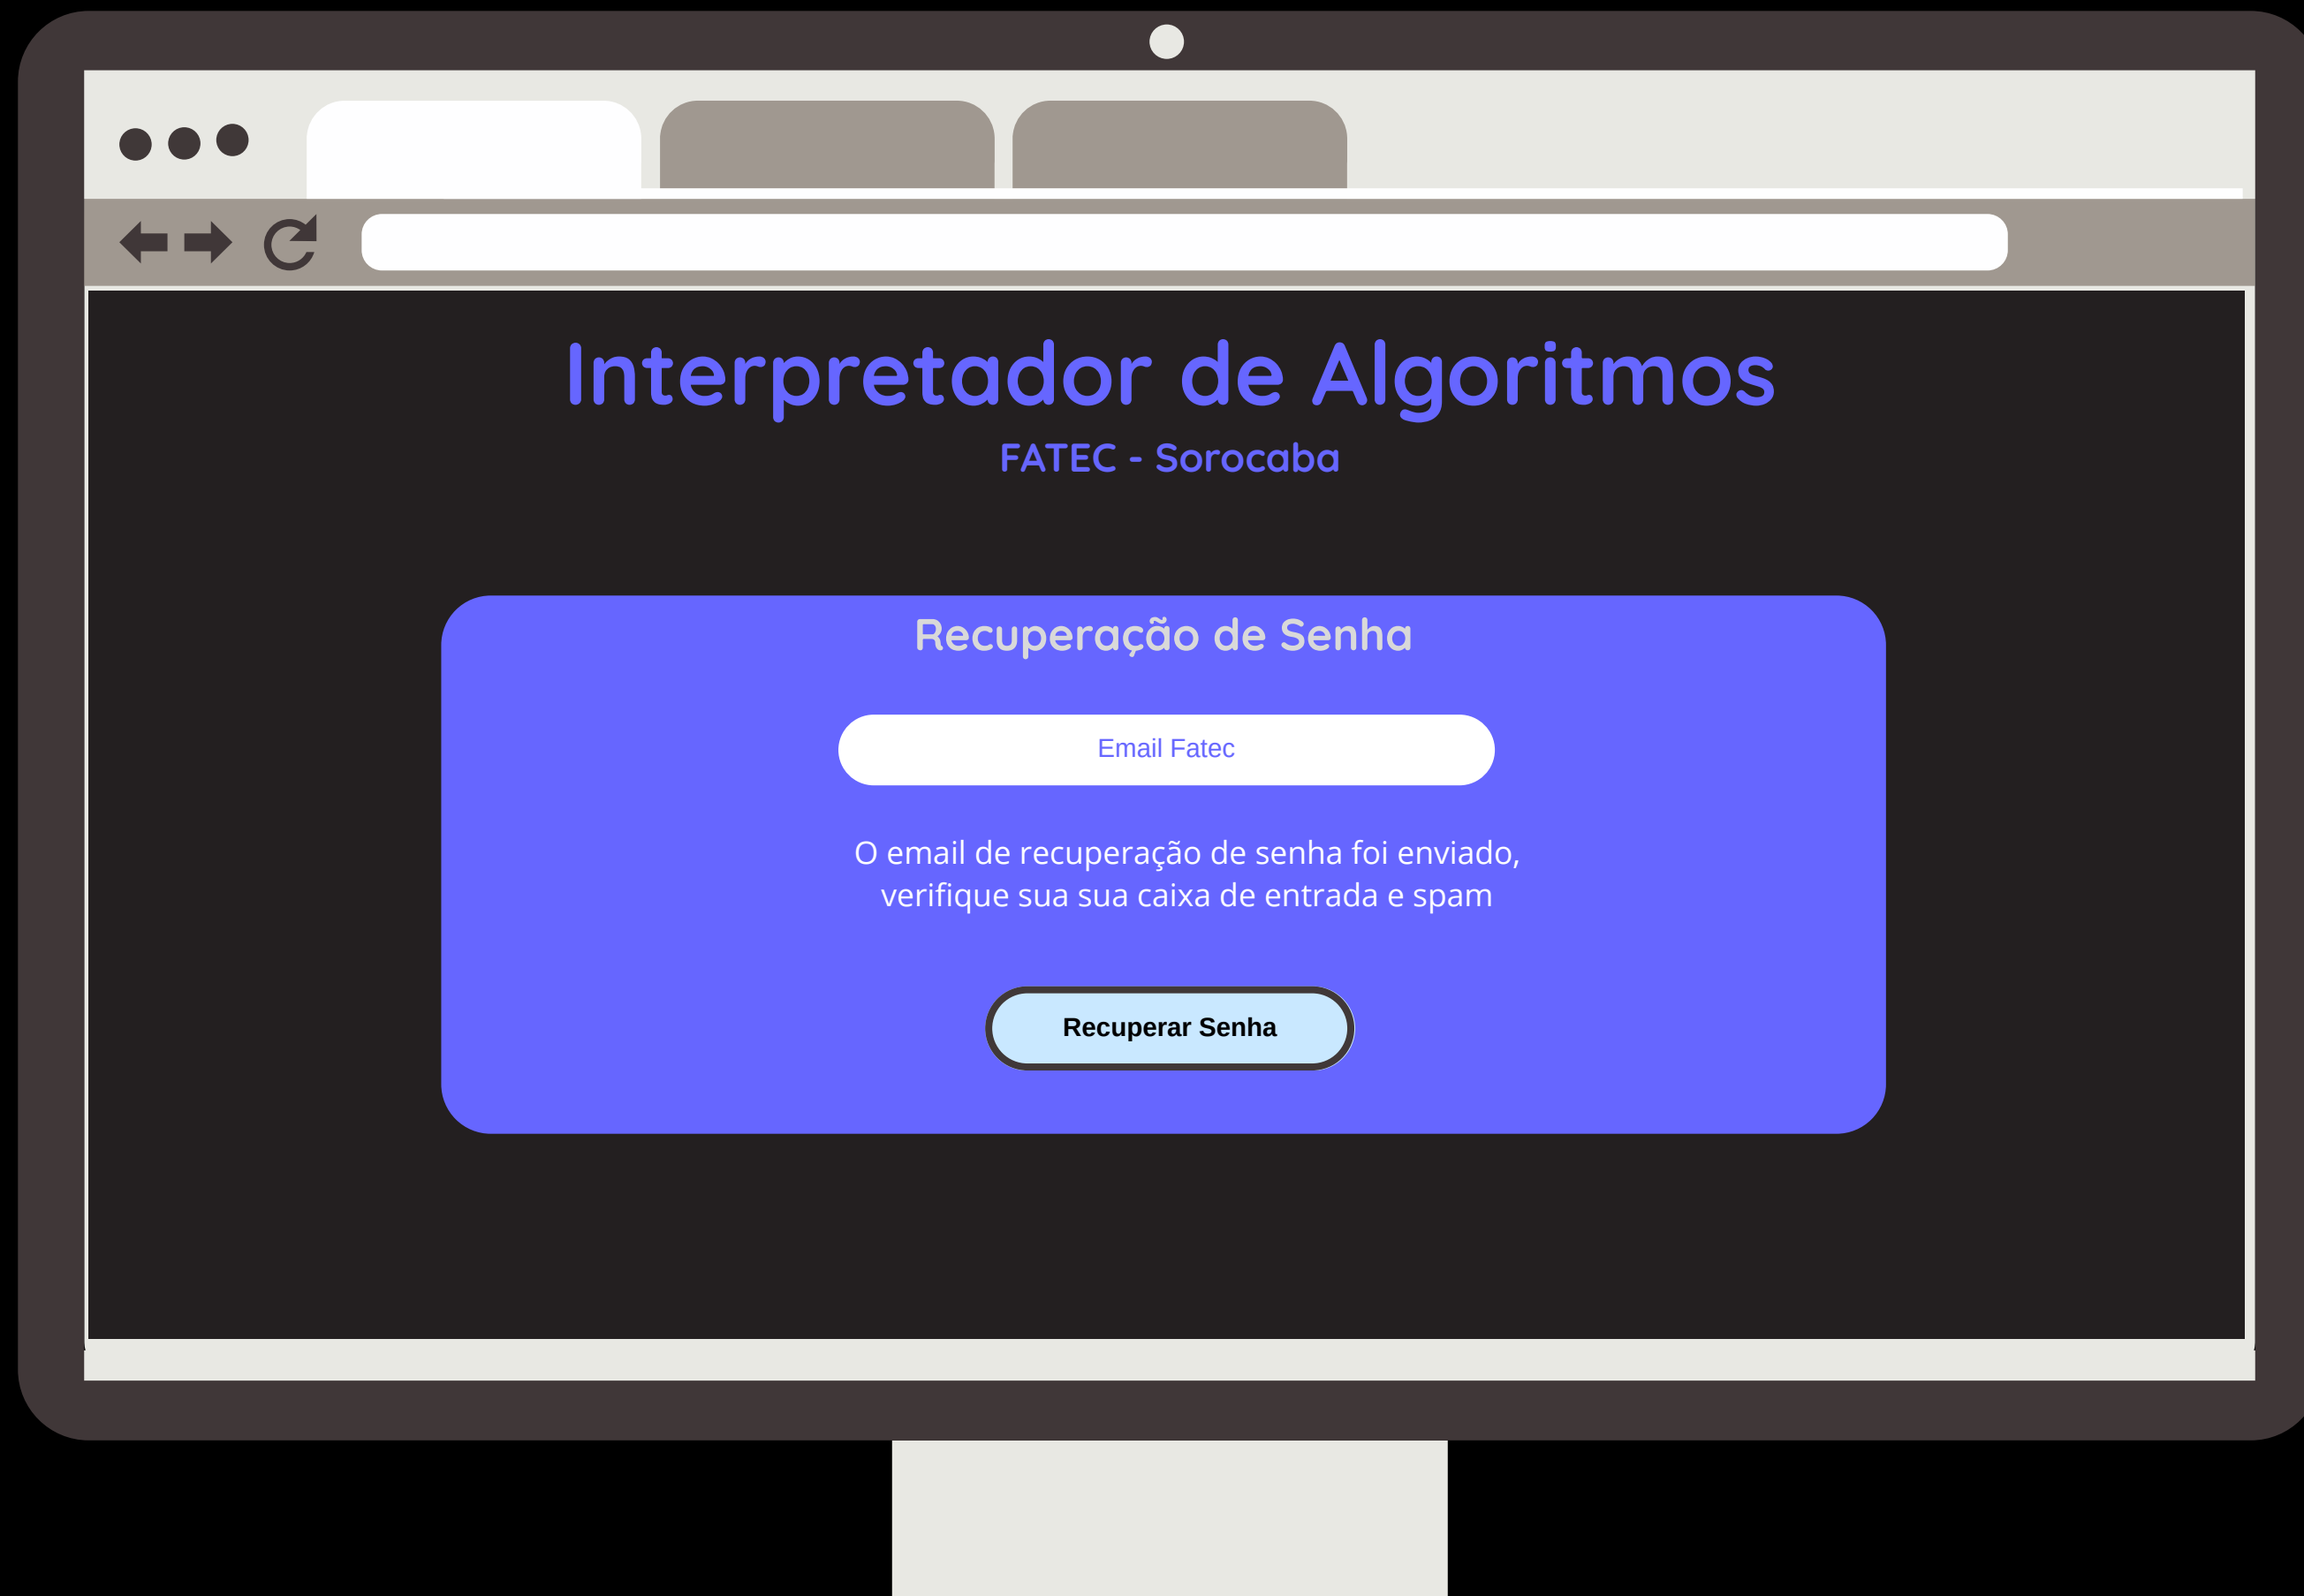 Interpretador de Algoritmos
FATEC - Sorocaba
Recuperação de Senha
Email Fatec
O email de recuperação de senha foi enviado,
verifique sua sua caixa de entrada e spam
Recuperar Senha